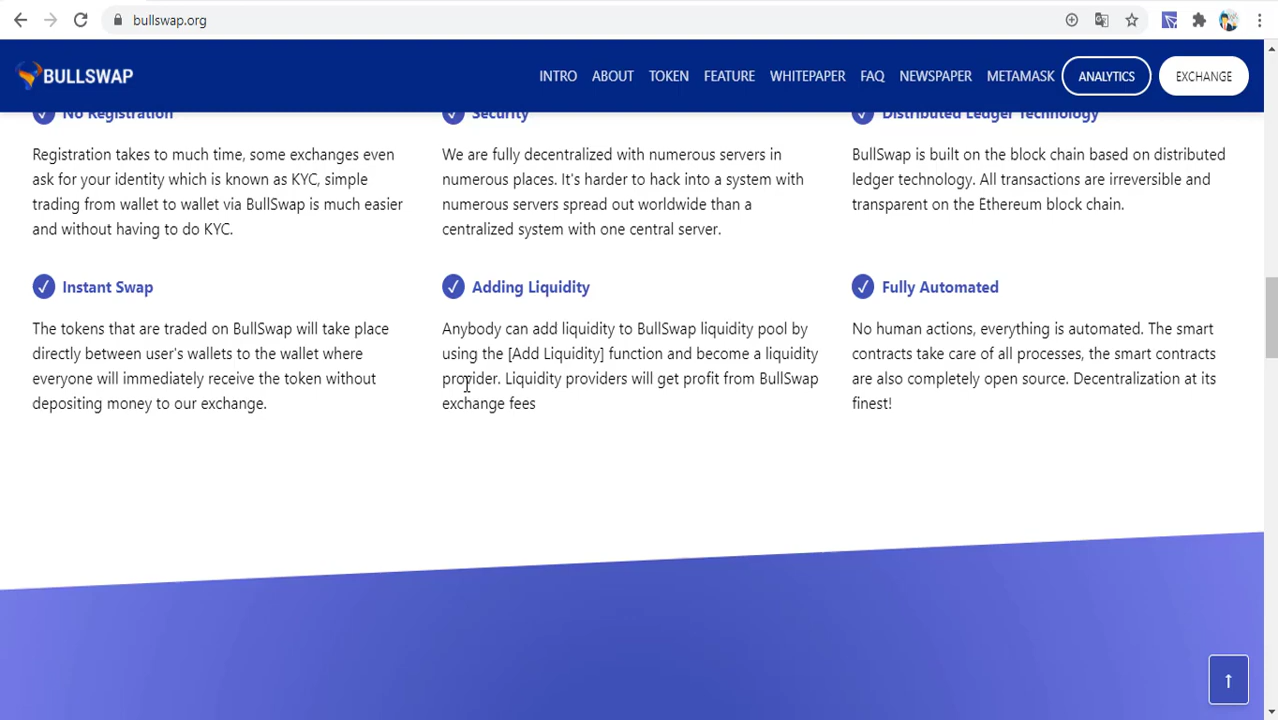 bullswap.org
BULLSWAP
INTRO ABOUT TOKEN FEATURE WHITEPAPER FAQ NEWSPAPER METAMASK ANALYTICS EXCHANGE
No Registration
Registration takes to much time, some exchanges even
ask for your identity which is known as KYC, simple
trading from wallet to wallet via BullSwap is much easier
and without having to do KYC.
Security
We are fully decentralized with numerous servers in
numerous places. It's harder to hack into a system with
numerous servers spread out worldwide than a
centralized system with one central server.
Distributed Ledger Technology
BullSwap is built on the block chain based on distributed
ledger technology. All transactions are irreversible and
transparent on the Ethereum block chain.
Instant Swap
The tokens that are traded on BullSwap will take place
directly between user's wallets to the wallet where
everyone will immediately receive the token without
depositing money to our exchange.
Adding Liquidity
Anybody can add liquidity to BullSwap liquidity pool by
using the [Add Liquidity] function and become a liquidity
provider. Liquidity providers will get profit from BullSwap
exchange fees
Fully Automated
No human actions, everything is automated. The smart
contracts take care of all processes, the smart contracts
are also completely open source. Decentralization at its
finest!